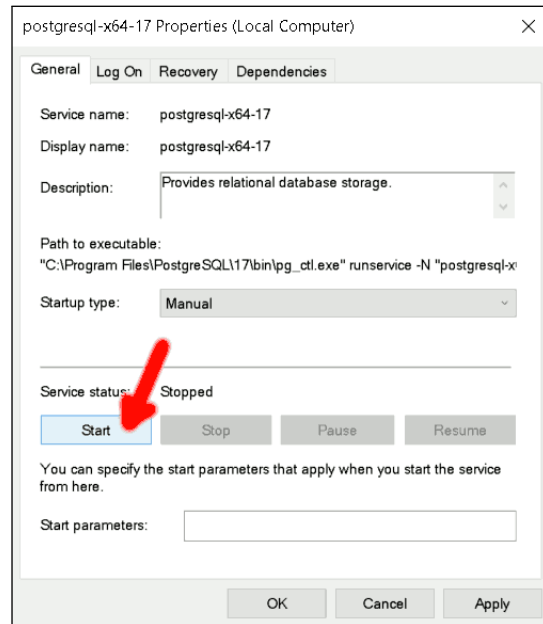 postgresql-x64-17 Properties (Local Computer)
General Log On Recovery Dependencies
Service name: postgresql-x64-17
Display name: postgresql-x64-17
Description: Provides relational database storage.
Path to executable:
"C:\Program Files\PostgreSQL\17\bin\pg_ctl.exe" runservice -N "postgresql-x
Startup type: Manual
Service status: Stopped
Start Stop Pause Resume
You can specify the start parameters that apply when you start the service
from here.
Start parameters:
OK Cancel Apply